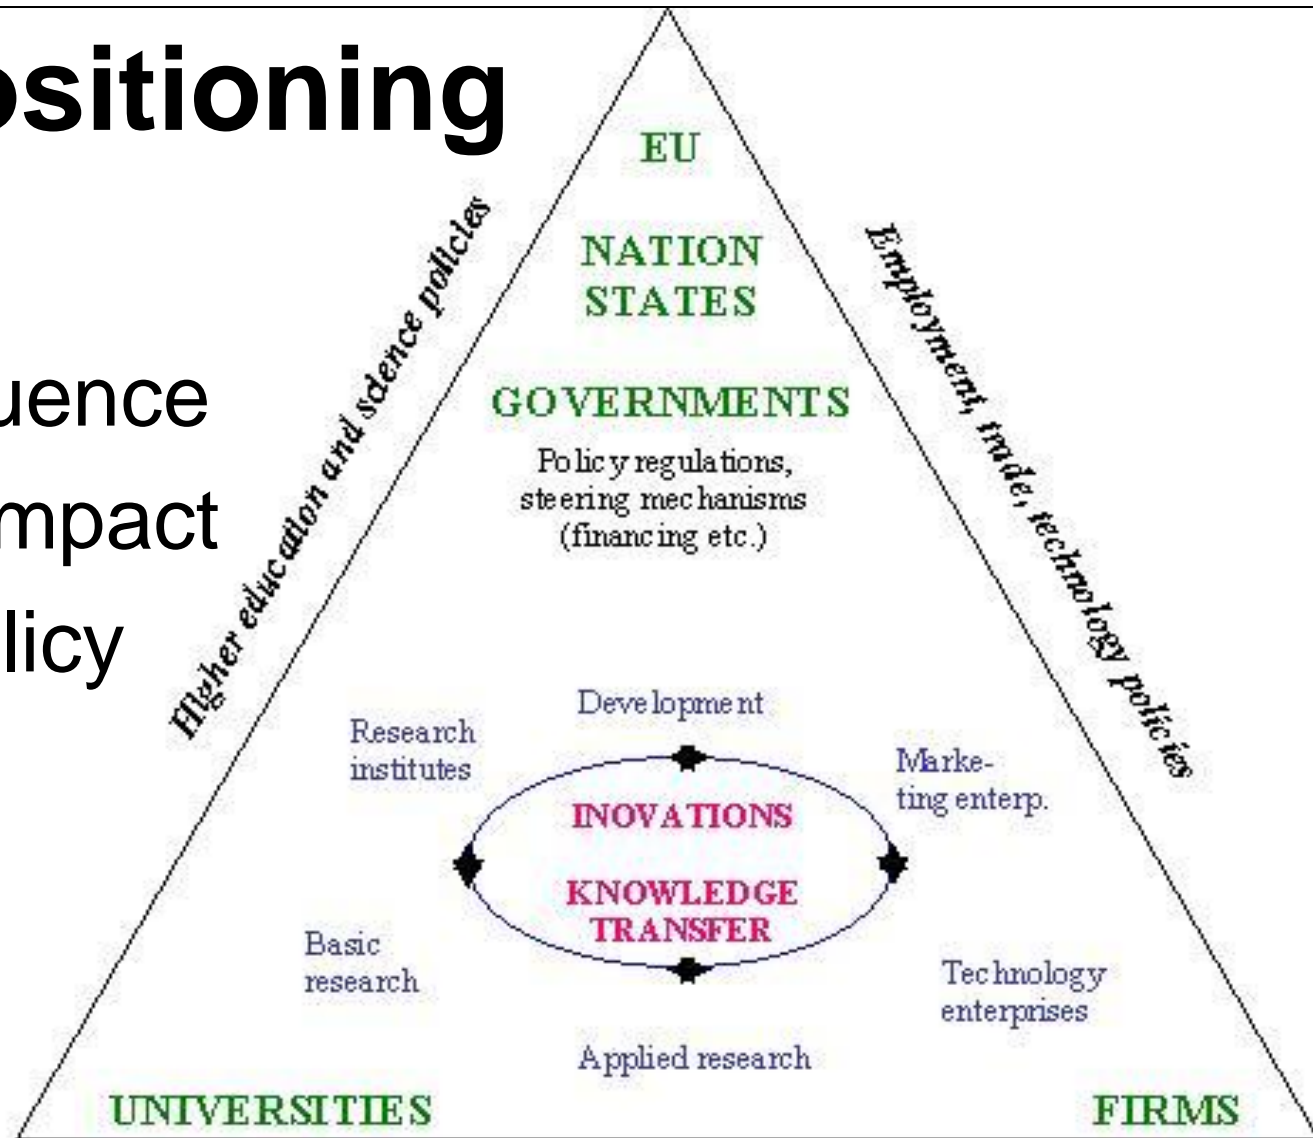 ositioning
uence
mpact
licy
EU
NATION
STATES
GOVERNMENTS
Policy regulations,
steering mechanisms
(financing etc.)
Higher education and science policies
Employment, trade, technology policies
Development
Research
institutes
Marke-
ting enterp.
INOVATIONS
KNOWLEDGE
TRANSFER
Basic
research
Technology
enterprises
Applied research
UNIVERSITIES
FIRMS